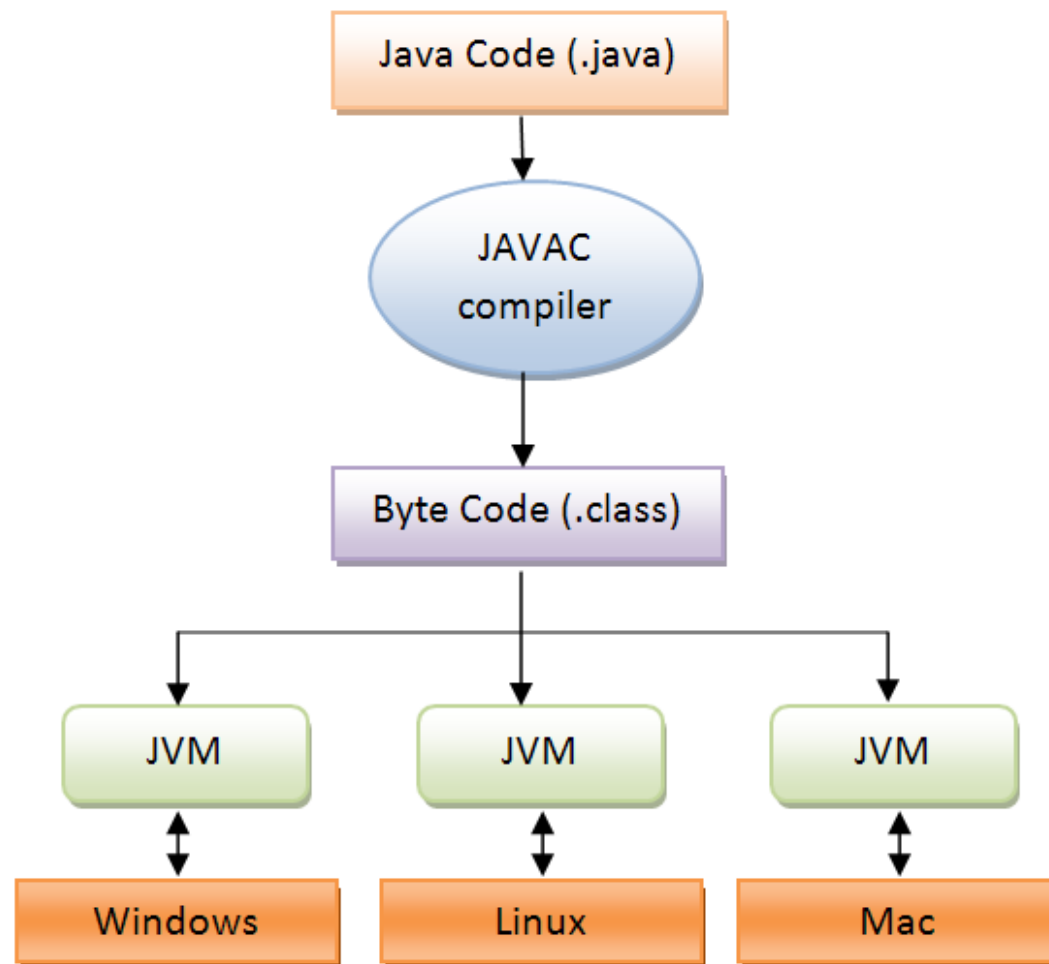 Java Code (.java)
JAVAC
compiler
Byte Code (.class)
JVM
JVM
JVM
Windows
Linux
Mac